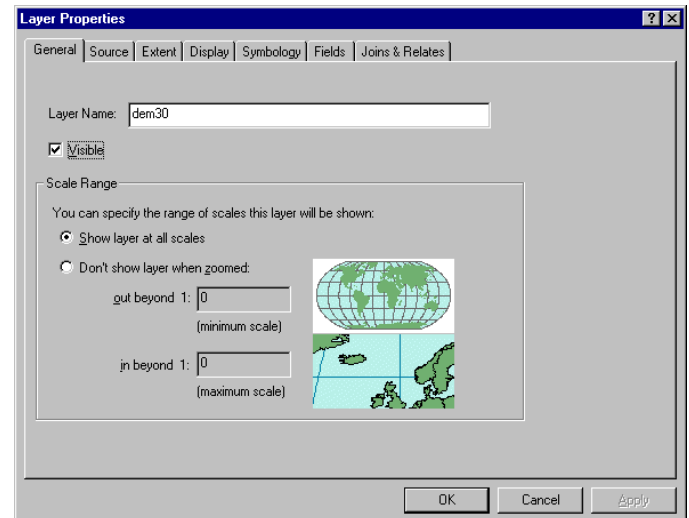 Layer Properties
General Source Extent Display Symbology Fields Joins & Relates
Layer Name: dem30
Visible
Scale Range
You can specify the range of scales this layer will be shown:
Show layer at all scales
Don't show layer when zoomed:
out beyond 1: 0
(minimum scale)
in beyond 1: 0
(maximum scale)
OK Cancel Apply